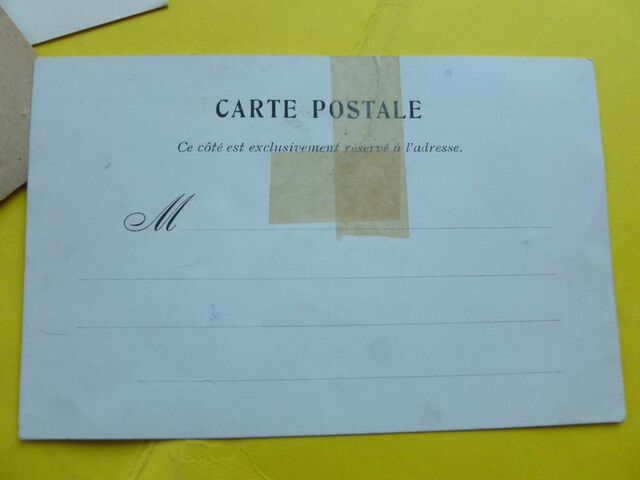 CARTE POSTALE
Ce côté est exclusivement réservé à l'adresse.
M